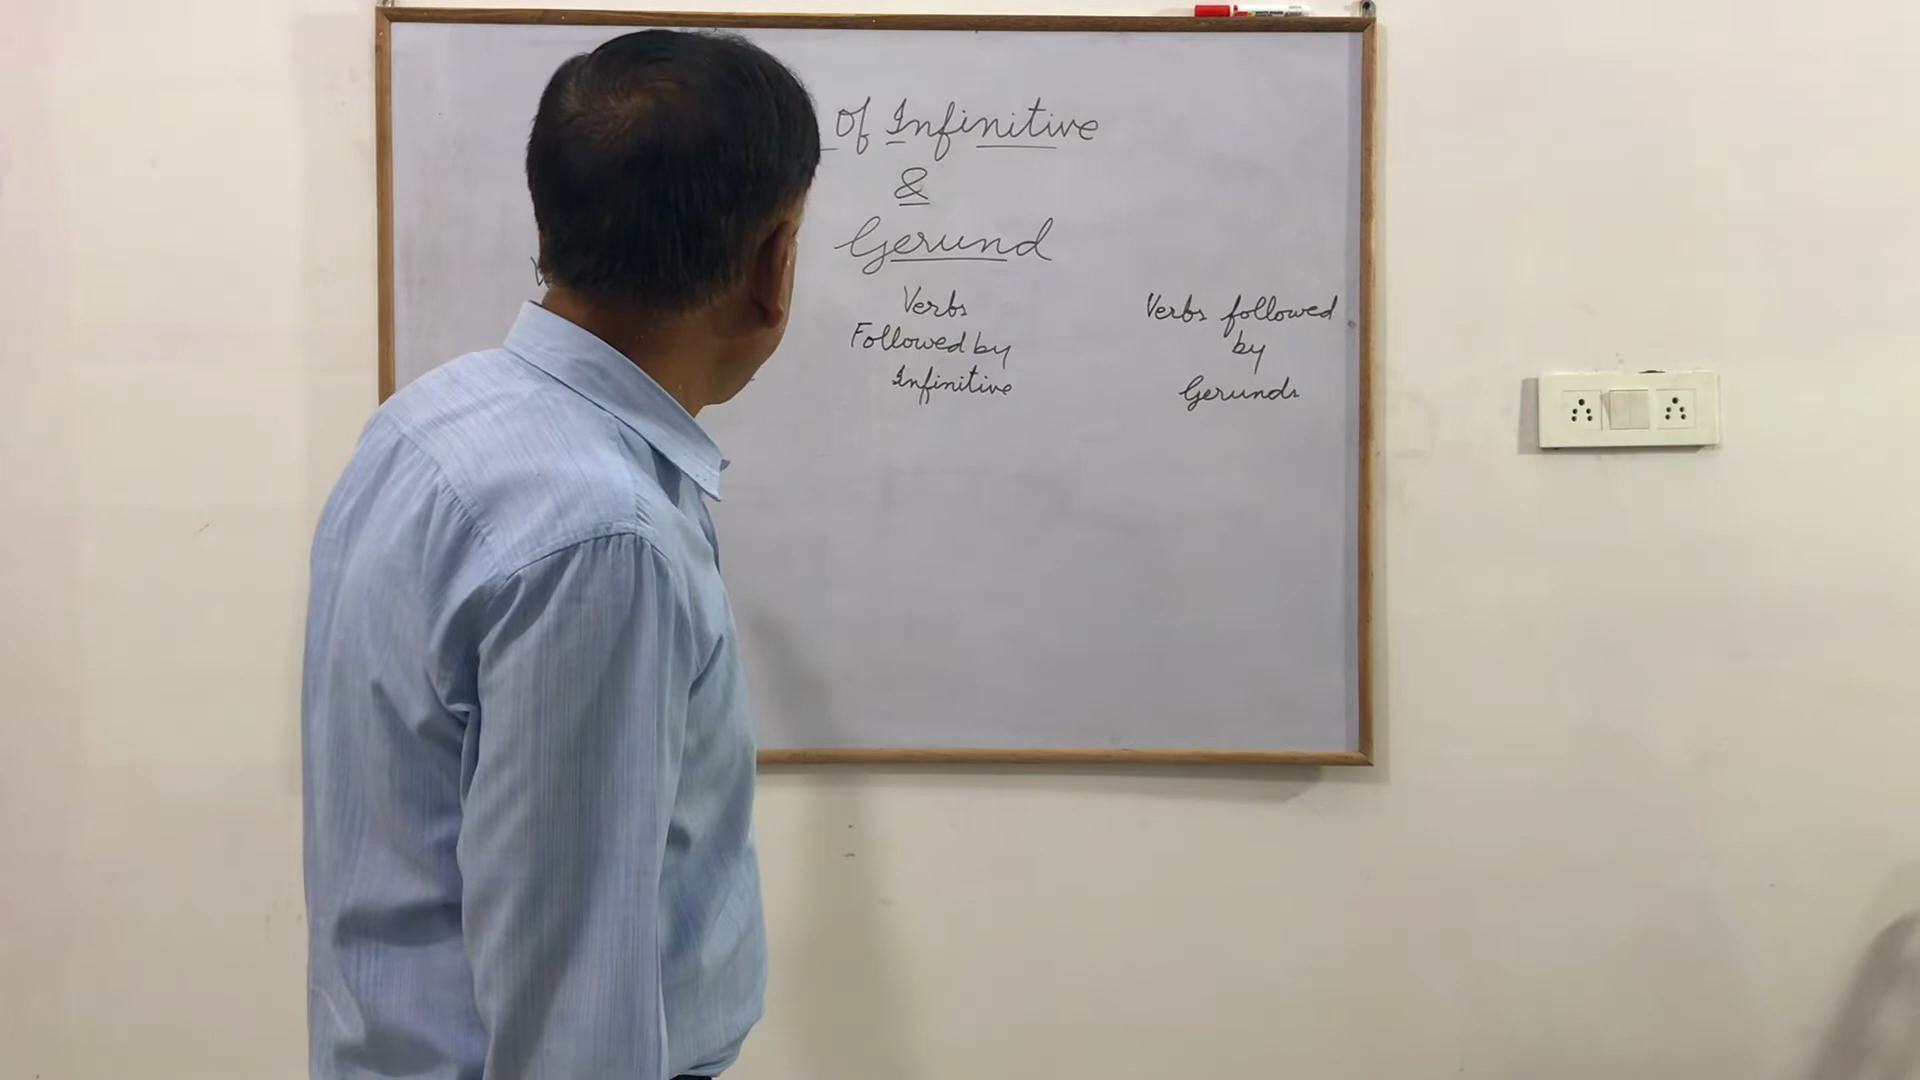 Of Infinitive
&
Gerund
Verbs
Followed by
Infinitive
Verbs followed
by
Gerunds